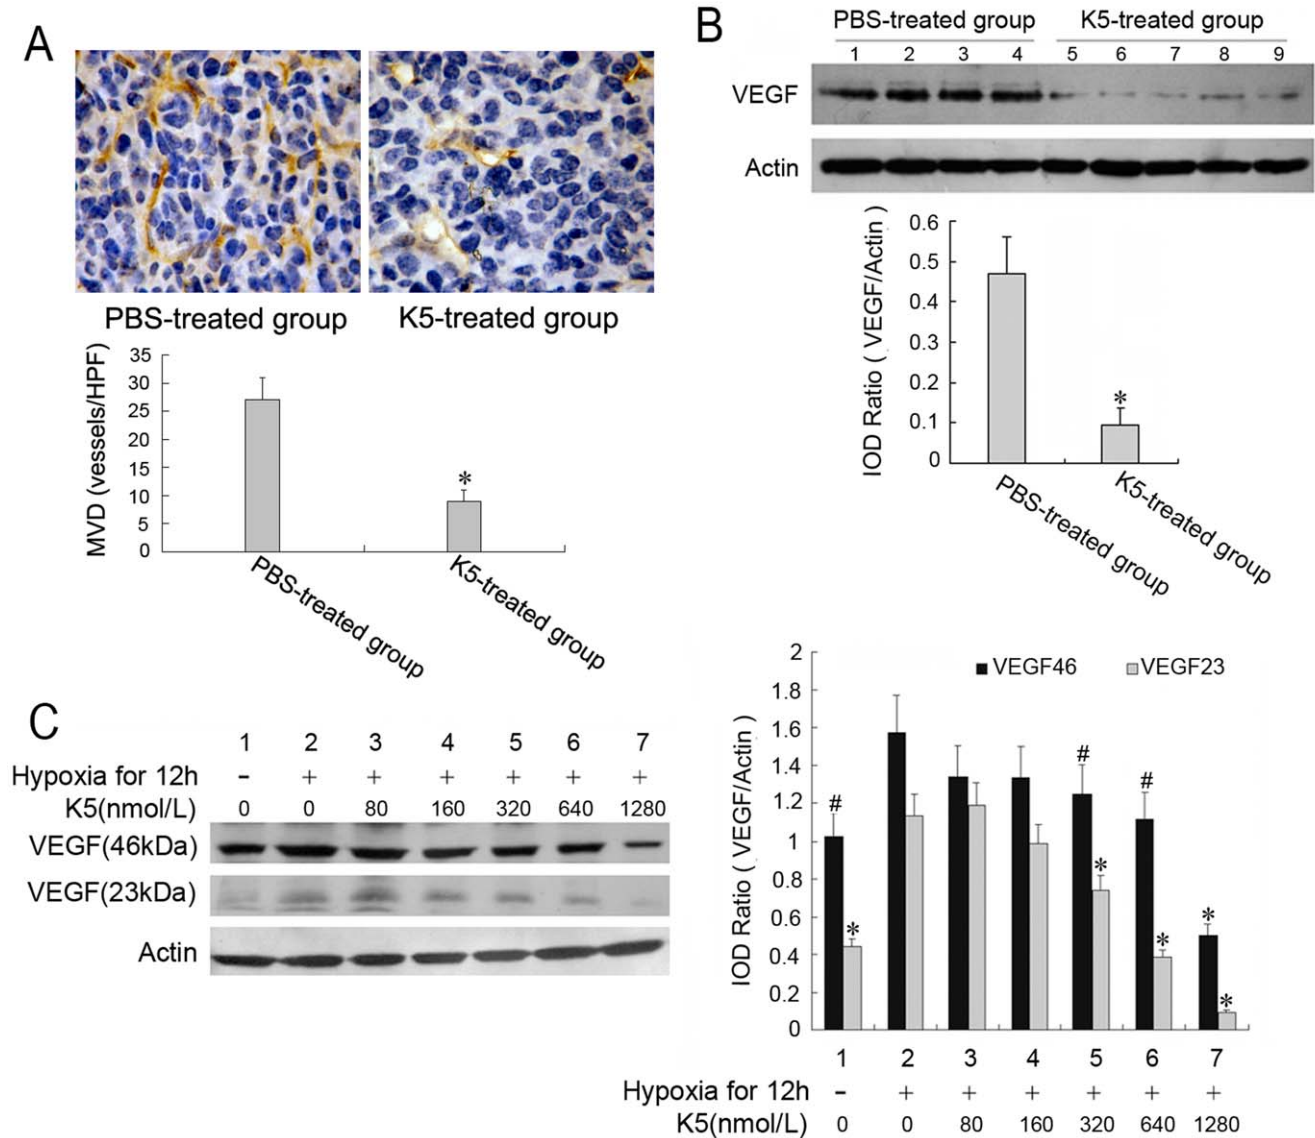 A
PBS-treated group
K5-treated group
MVD (vessels/HPF)
35
30
25
20
15
10
5
0
*
PBS-treated group
K5-treated group
B
PBS-treated group K5-treated group
1 2 3 4 5 6 7 8 9
VEGF
Actin
IOD Ratio ( VEGF/Actin )
0.6
0.5
0.4
0.3
0.2
0.1
0
*
PBS-treated group
K5-treated group
C
1 2 3 4 5 6 7
Hypoxia for 12h - + + + + + +
K5(nmol/L) 0 0 80 160 320 640 1280
VEGF(46kDa)
VEGF(23kDa)
Actin
IOD Ratio ( VEGF/Actin )
2
1.8
1.6
1.4
1.2
1
0.8
0.6
0.4
0.2
0
VEGF46 VEGF23
# * # * # * * *
1 2 3 4 5 6 7
Hypoxia for 12h - + + + + + +
K5(nmol/L) 0 0 80 160 320 640 1280